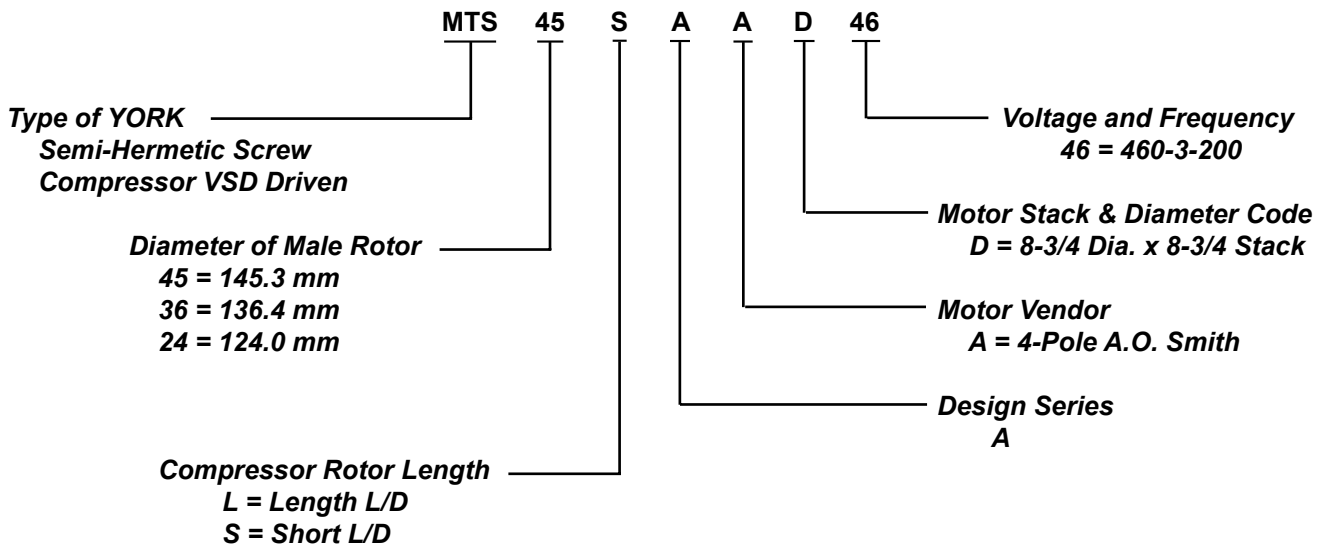 MTS 45 S A A D 46
Type of YORK
Semi-Hermetic Screw
Compressor VSD Driven
Diameter of Male Rotor
45 = 145.3 mm
36 = 136.4 mm
24 = 124.0 mm
Compressor Rotor Length
L = Length L/D
S = Short L/D
Voltage and Frequency
46 = 460-3-200
Motor Stack & Diameter Code
D = 8-3/4 Dia. x 8-3/4 Stack
Motor Vendor
A = 4-Pole A.O. Smith
Design Series
A